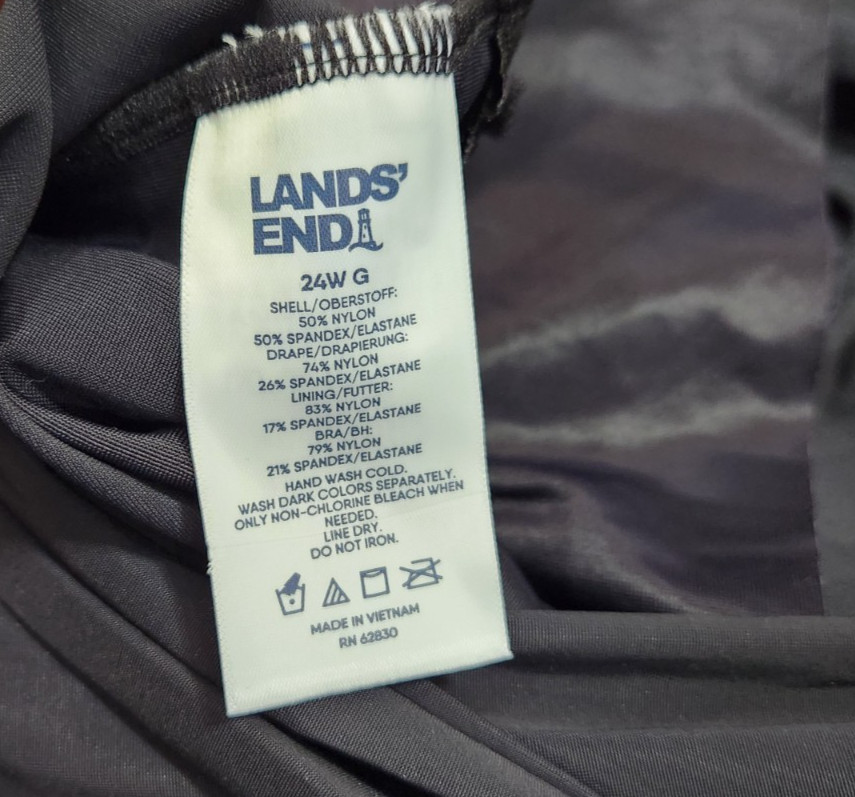 LANDS'
END
24W G
SHELL/OBERSTOFF:
50% NYLON
50% SPANDEX/ELASTANE
DRAPE/DRAPIERUNG:
74% NYLON
26% SPANDEX/ELASTANE
LINING/FUTTER:
83% NYLON
17% SPANDEX/ELASTANE
BRA/BH:
79% NYLON
21% SPANDEX/ELASTANE
HAND WASH COLD.
WASH DARK COLORS SEPARATELY.
ONLY NON-CHLORINE BLEACH WHEN
NEEDED.
LINE DRY.
DO NOT IRON.
MADE IN VIETNAM
RN 62830